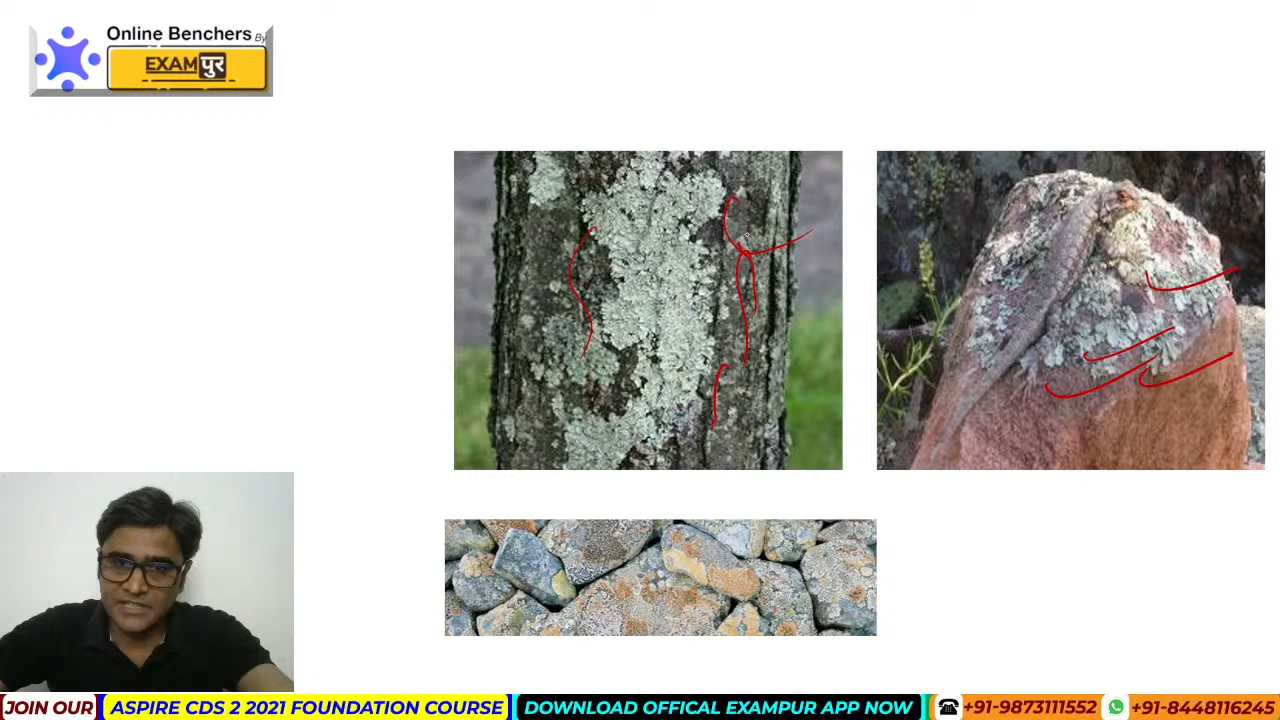 Online Benchers By
EXAMपुर
JOIN OUR ASPIRE CDS 2 2021 FOUNDATION COURSE DOWNLOAD OFFICAL EXAMPUR APP NOW +91-9873111552 +91-8448116245